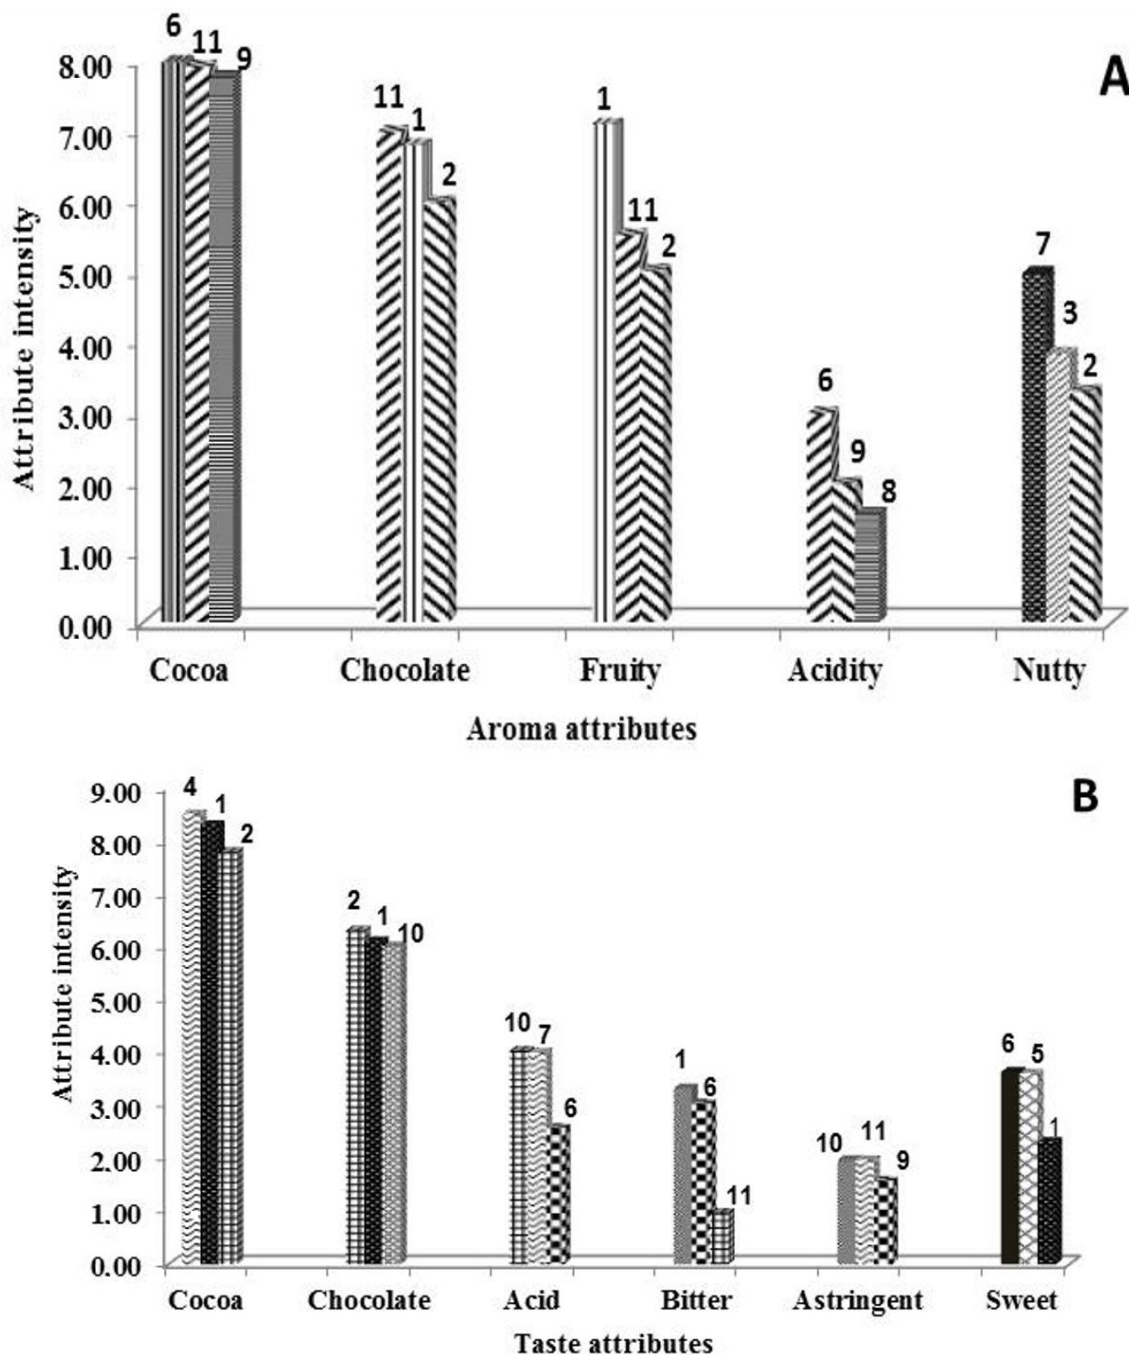 A
Attribute intensity
8.00
7.00
6.00
5.00
4.00
3.00
2.00
1.00
0.00
6 11 9
11 1 2
1 11 2
6 9 8
7 3 2
Cocoa Chocolate Fruity Acidity Nutty
Aroma attributes
B
Attribute intensity
9.00
8.00
7.00
6.00
5.00
4.00
3.00
2.00
1.00
0.00
4 1 2
2 1 10
10 7 6
1 6 11
10 11 9
6 5 1
Cocoa Chocolate Acid Bitter Astringent Sweet
Taste attributes